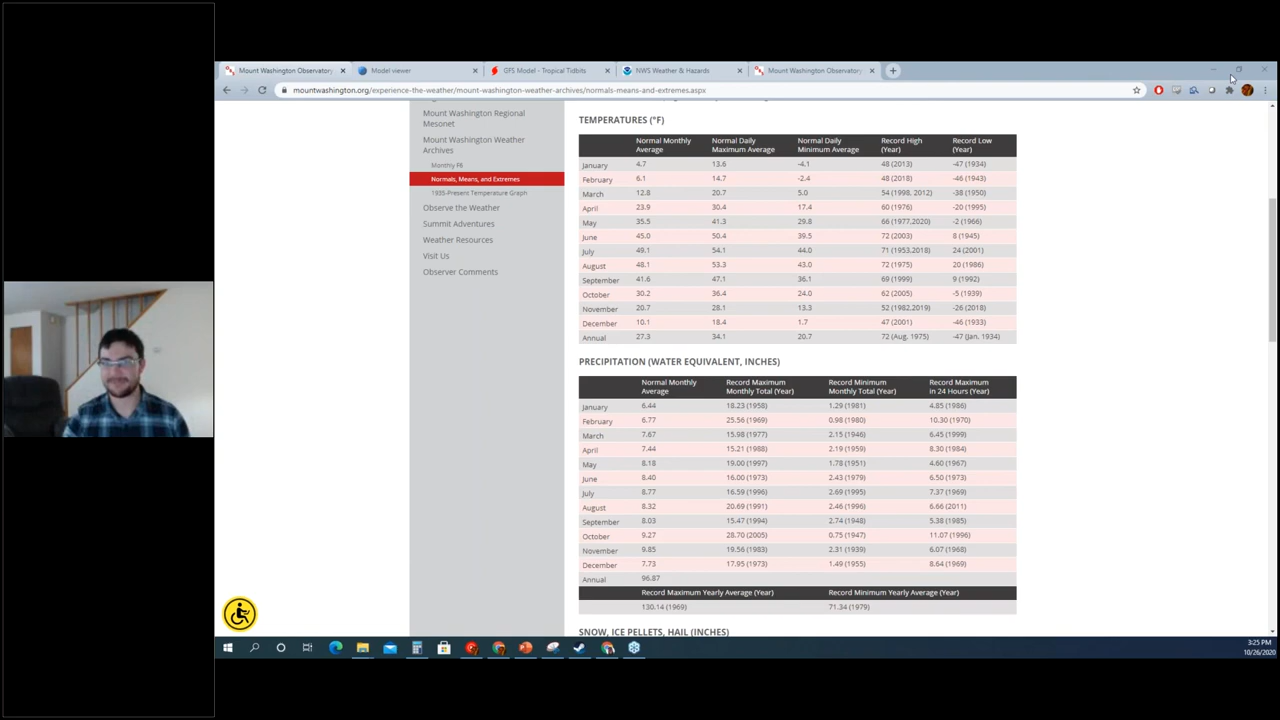 Mount Washington Observatory
Model viewer
GFS Model - Tropical Tidbits
NWS Weather & Hazards
Mount Washington Observatory
mountwashington.org/experience-the-weather/mount-washington-weather-archives/normals-means-and-extremes.aspx
Mount Washington Regional
Mesonet
Mount Washington Weather
Archives
Monthly F6
Normals, Means, and Extremes
1935-Present Temperature Graph
Observe the Weather
Summit Adventures
Weather Resources
Visit Us
Observer Comments
TEMPERATURES (°F)
Normal Monthly Average Normal Daily Maximum Average Normal Daily Minimum Average Record High (Year) Record Low (Year)
January 4.7 13.6 -4.1 48 (2013) -47 (1934)
February 6.1 14.7 -2.4 48 (2018) -46 (1943)
March 12.8 20.7 5.0 54 (1998, 2012) -38 (1950)
April 23.9 30.4 17.4 60 (1976) -20 (1995)
May 35.5 41.3 29.8 66 (1977,2020) -2 (1966)
June 45.0 50.4 39.5 72 (2003) 8 (1945)
July 49.1 54.1 44.0 71 (1953,2018) 24 (2001)
August 48.1 53.3 43.0 72 (1975) 20 (1986)
September 41.6 47.1 36.1 69 (1999) 9 (1992)
October 30.2 36.4 24.0 62 (2005) -5 (1939)
November 20.7 28.1 13.3 52 (1982,2019) -26 (2018)
December 10.1 18.4 1.7 47 (2001) -46 (1933)
Annual 27.3 34.1 20.7 72 (Aug. 1975) -47 (Jan. 1934)
PRECIPITATION (WATER EQUIVALENT, INCHES)
Normal Monthly Average Record Maximum Monthly Total (Year) Record Minimum Monthly Total (Year) Record Maximum in 24 Hours (Year)
January 6.44 18.23 (1958) 1.29 (1981) 4.85 (1986)
February 6.77 25.56 (1969) 0.98 (1980) 10.30 (1970)
March 7.67 15.98 (1977) 2.15 (1946) 6.45 (1999)
April 7.44 15.21 (1988) 2.19 (1959) 8.30 (1984)
May 8.18 19.00 (1997) 1.78 (1951) 4.60 (1967)
June 8.40 16.00 (1973) 2.43 (1979) 6.50 (1973)
July 8.77 16.59 (1996) 2.69 (1995) 7.37 (1969)
August 8.32 20.69 (1991) 2.46 (1996) 6.66 (2011)
September 8.03 15.47 (1994) 2.74 (1948) 5.38 (1985)
October 9.27 28.70 (2005) 0.75 (1947) 11.07 (1996)
November 9.85 19.56 (1983) 2.31 (1939) 6.07 (1968)
December 7.73 17.95 (1973) 1.49 (1955) 8.64 (1969)
Annual 96.87
Record Maximum Yearly Average (Year) Record Minimum Yearly Average (Year)
130.14 (1969) 71.34 (1979)
SNOW, ICE PELLETS, HAIL (INCHES)
3:25 PM
10/26/2020